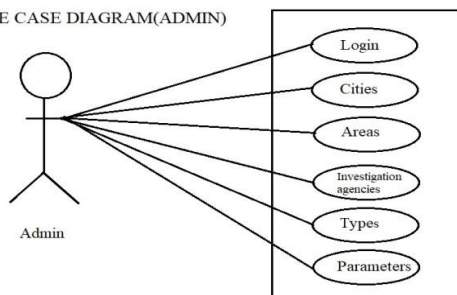 E CASE DIAGRAM(ADMIN)
Login
Cities
Areas
Investigation
agencies
Types
Parameters
Admin